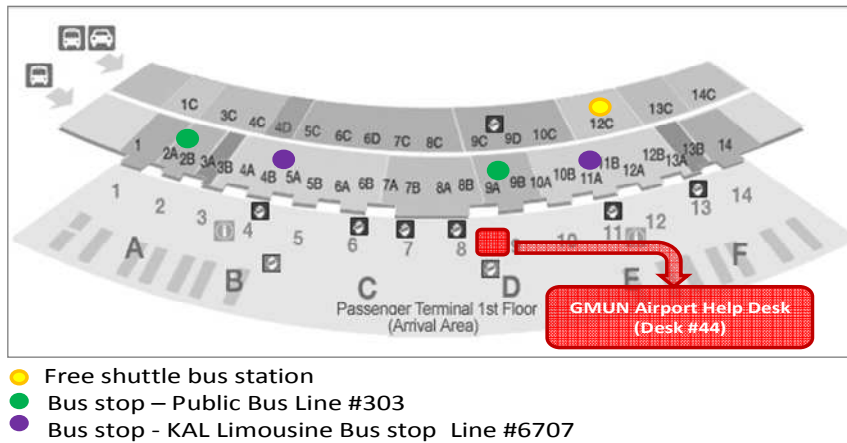 1C 3C 4C 4D 5C 6C 6D 7C 8C 9C 9D 10C 12C 13C 14C
1 2A 2B 3A 3B 4A 4B 5A 5B 6A 6B 7A 7B 8A 8B 9A 9B 10A 10B 11A 11B 12A 12B 13A 13B 14
1 2 3 4 5 6 7 8 9 10 11 12 13 14
A B C D E F
Passenger Terminal 1st Floor
(Arrival Area)
GMUN Airport Help Desk
(Desk #44)
Free shuttle bus station
Bus stop – Public Bus Line #303
Bus stop - KAL Limousine Bus stop Line #6707